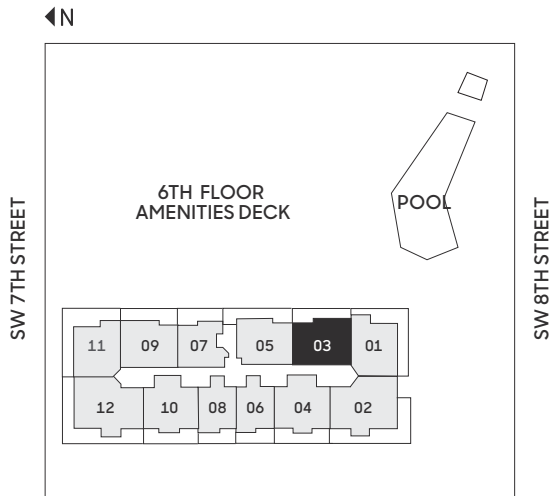 N
6TH FLOOR
AMENITIES DECK
POOL
SW 7TH STREET
SW 8TH STREET
11 09 07 05 03 01
12 10 08 06 04 02